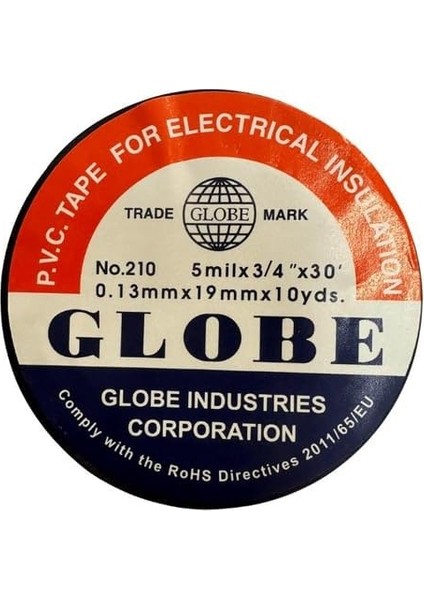 P.V.C. TAPE FOR ELECTRICAL INSULATION
TRADE GLOBE MARK
No.210 5milx3/4"x30'
0.13mmx19mmx10yds.
GLOBE
GLOBE INDUSTRIES
CORPORATION
Comply with the RoHS Directives 2011/65/EU